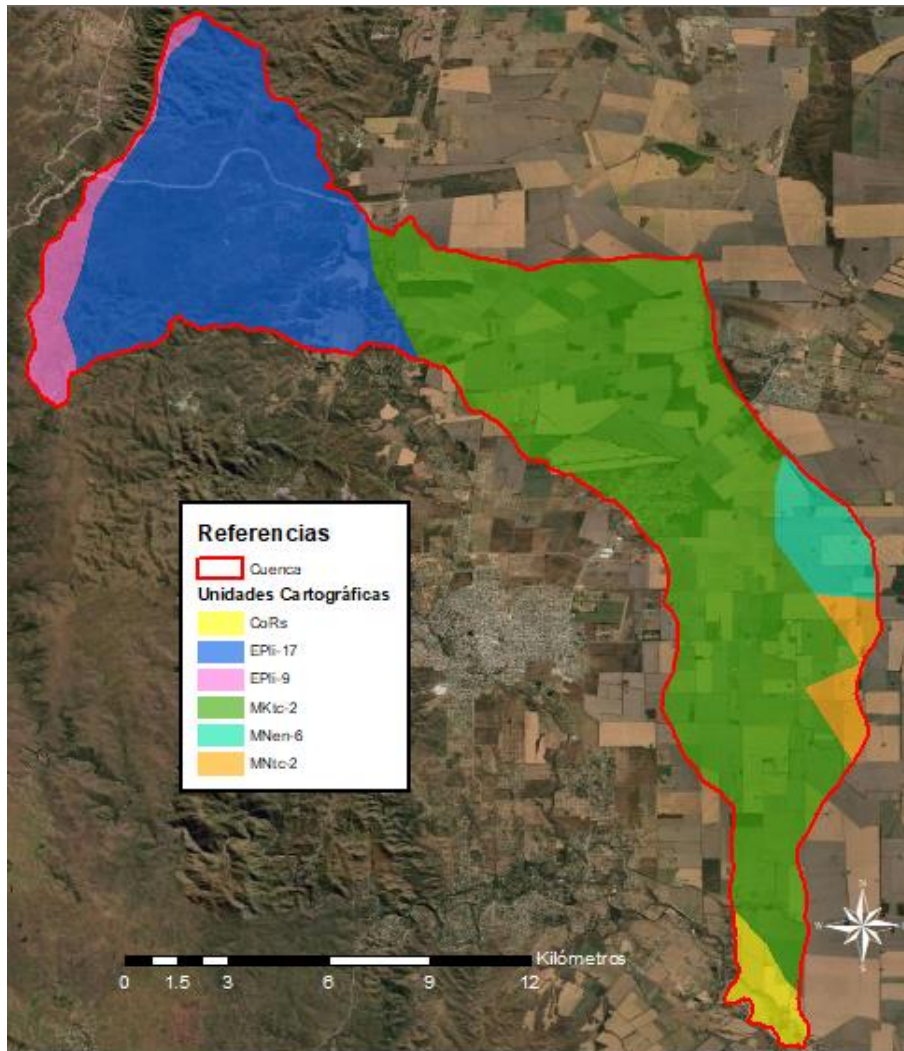 Referencias
Cuenca
Unidades Cartográficas
CoRs
EPli-17
EPli-9
MKtc-2
MNen-6
MNtc-2
N
W
Kilómetros
0 1.5 3 6 9 12